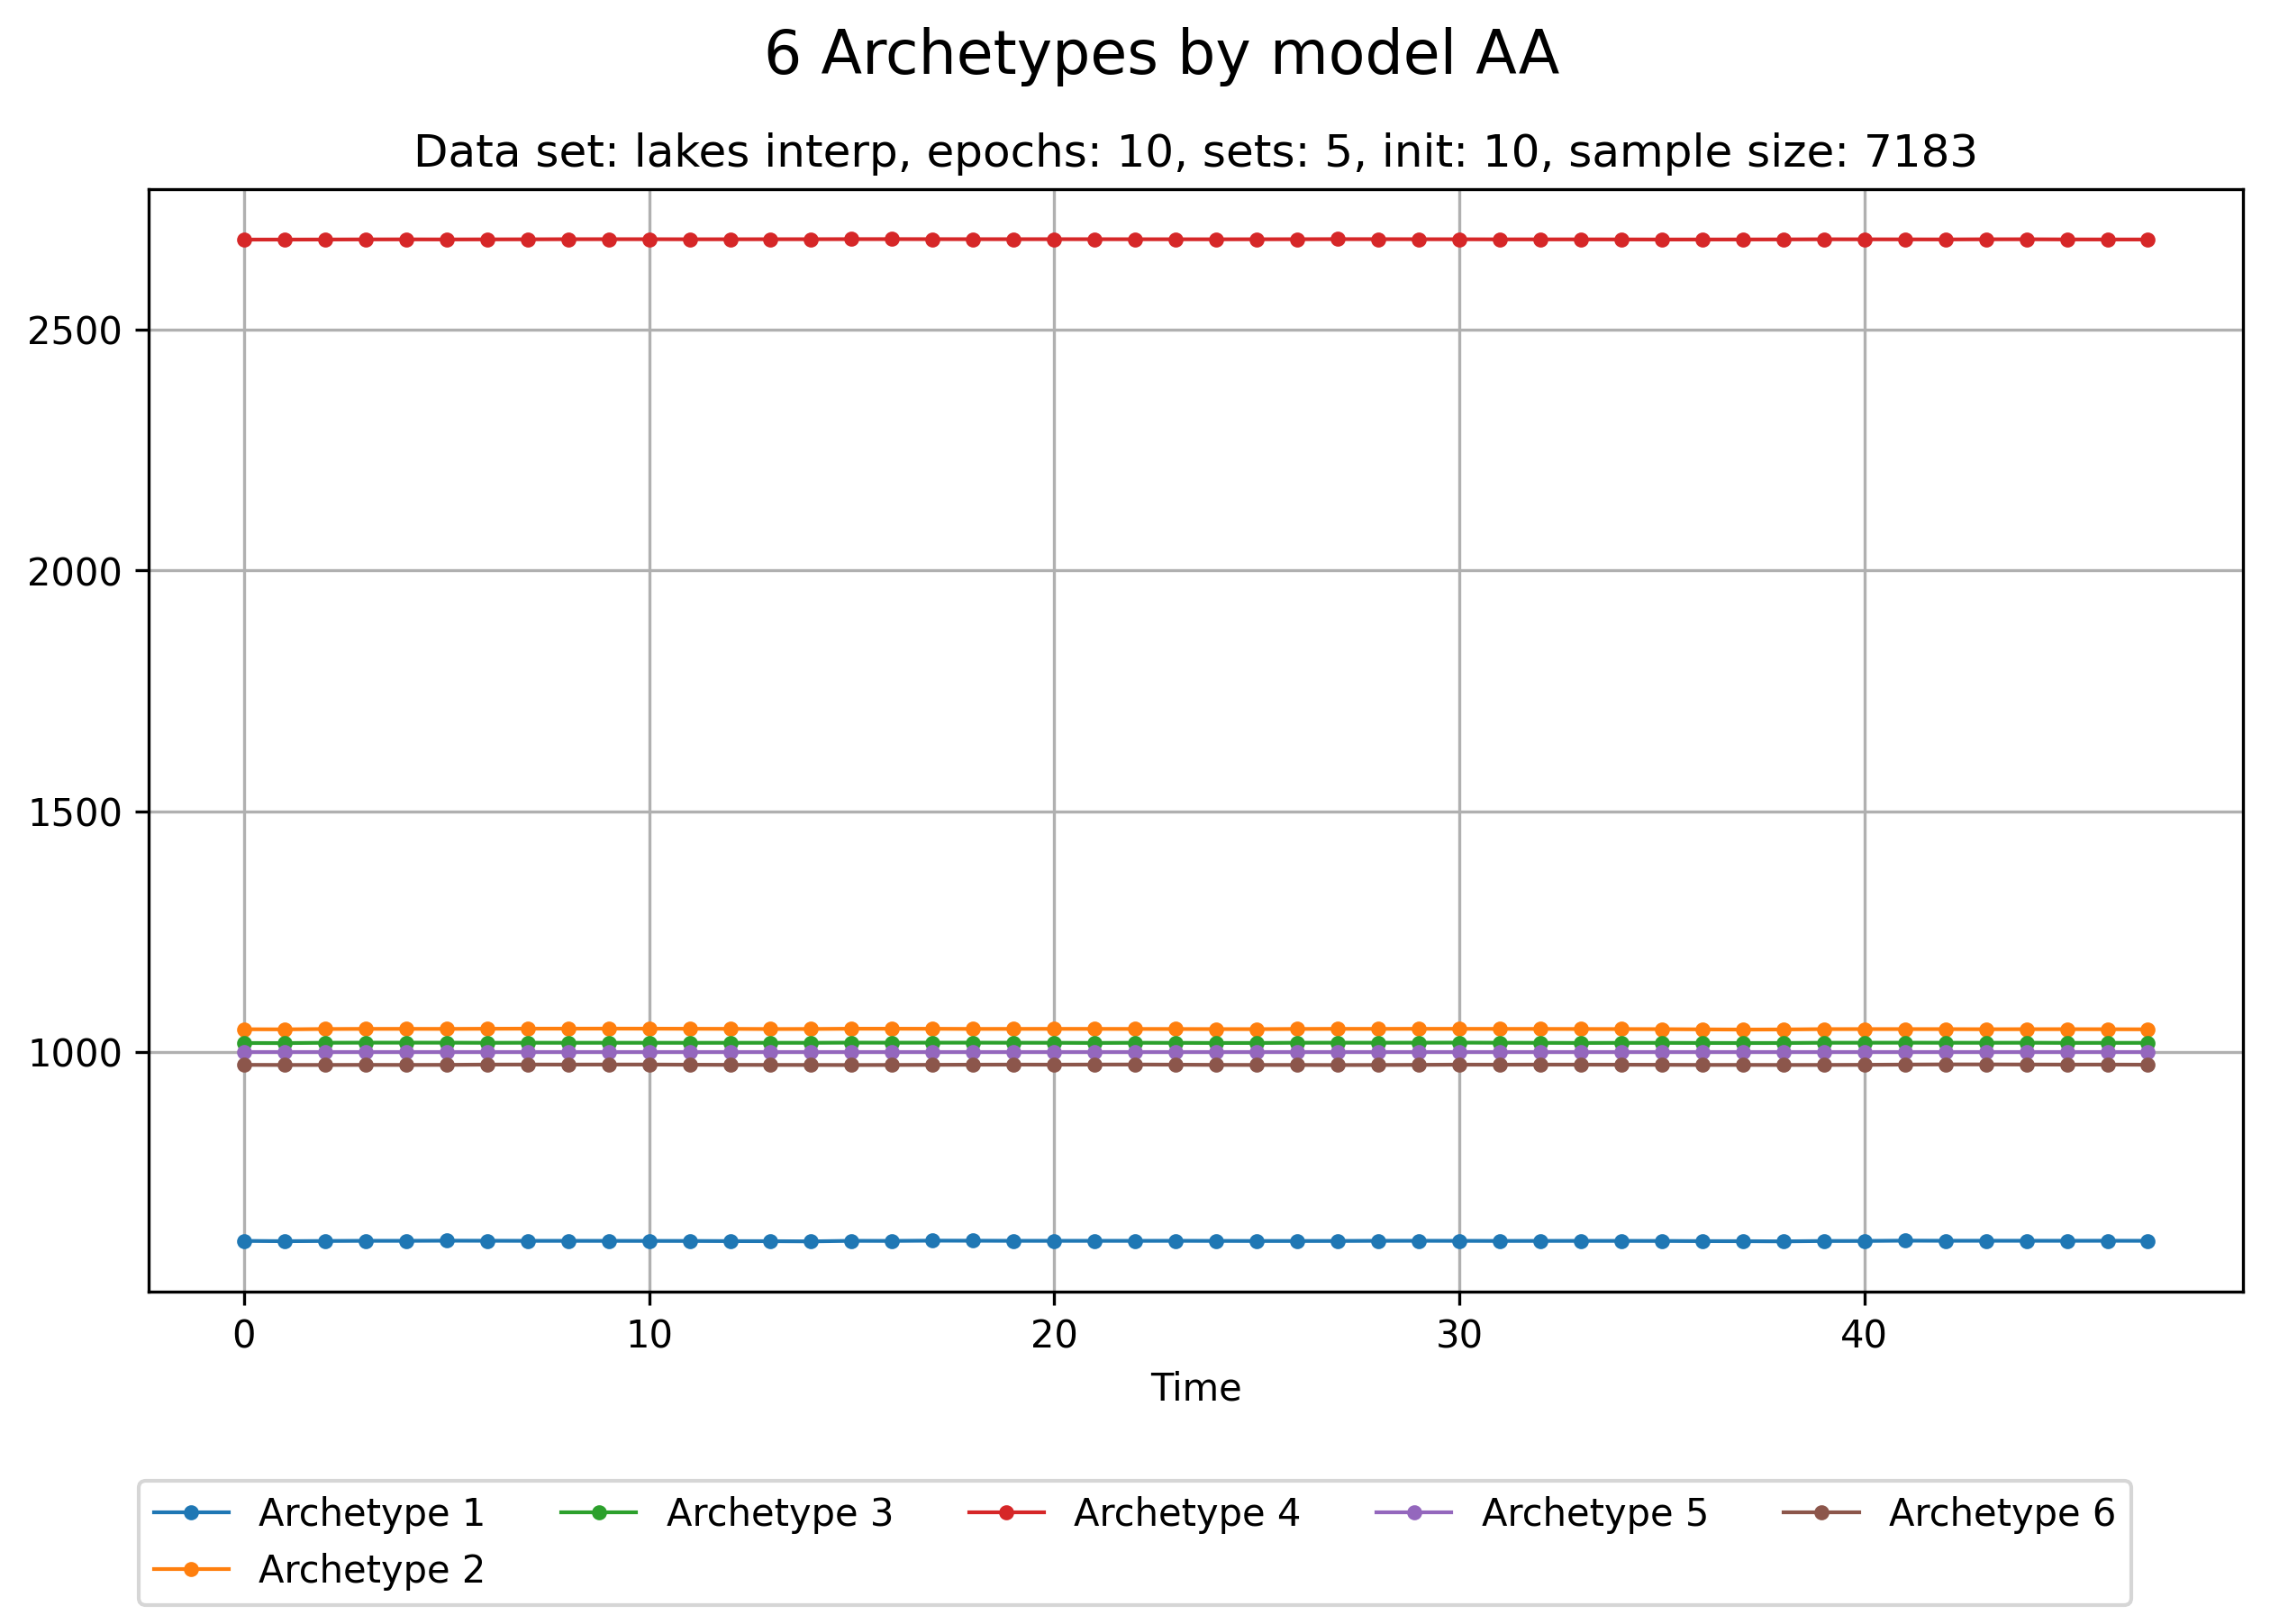 6 Archetypes by model AA
Data set: lakes interp, epochs: 10, sets: 5, init: 10, sample size: 7183
2500
2000
1500
1000
0 10 20 30 40
Time
Archetype 1 Archetype 3 Archetype 4 Archetype 5 Archetype 6
Archetype 2